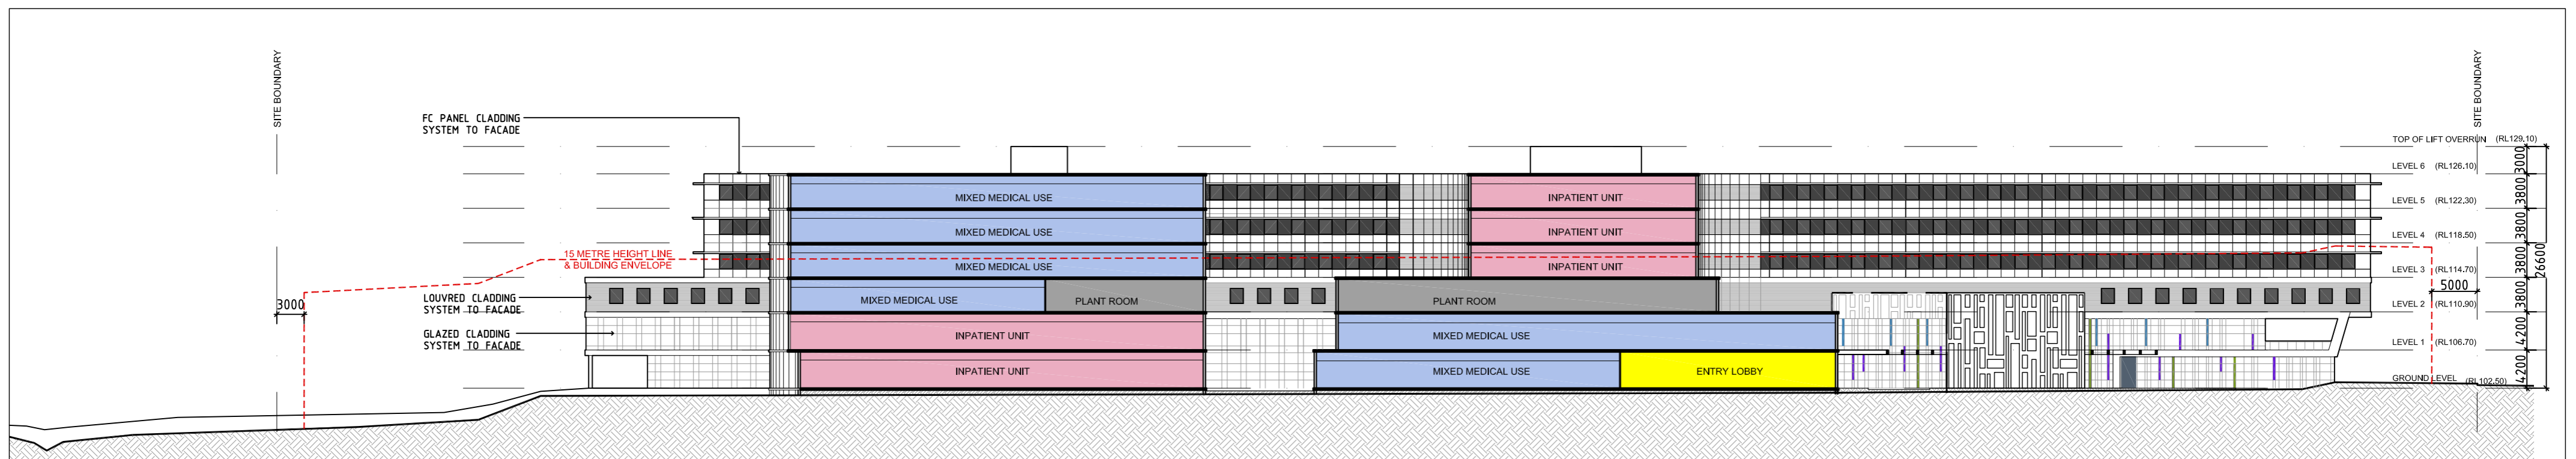 SITE BOUNDARY
SITE BOUNDARY
FC PANEL CLADDING
SYSTEM TO FACADE
TOP OF LIFT OVERRUN (RL129,10)
3000
LEVEL 6 (RL126,10)
3800
MIXED MEDICAL USE
INPATIENT UNIT
LEVEL 5 (RL122,30)
3800
MIXED MEDICAL USE
INPATIENT UNIT
LEVEL 4 (RL118,50)
3800
26600
15 METRE HEIGHT LINE
& BUILDING ENVELOPE
MIXED MEDICAL USE
INPATIENT UNIT
LEVEL 3 (RL114,70)
3800
5000
3000
LOUVRED CLADDING
SYSTEM TO FACADE
MIXED MEDICAL USE
PLANT ROOM
PLANT ROOM
LEVEL 2 (RL110,90)
4200
GLAZED CLADDING
SYSTEM TO FACADE
INPATIENT UNIT
MIXED MEDICAL USE
LEVEL 1 (RL106,70)
4200
INPATIENT UNIT
MIXED MEDICAL USE
ENTRY LOBBY
GROUND LEVEL (RL102,50)